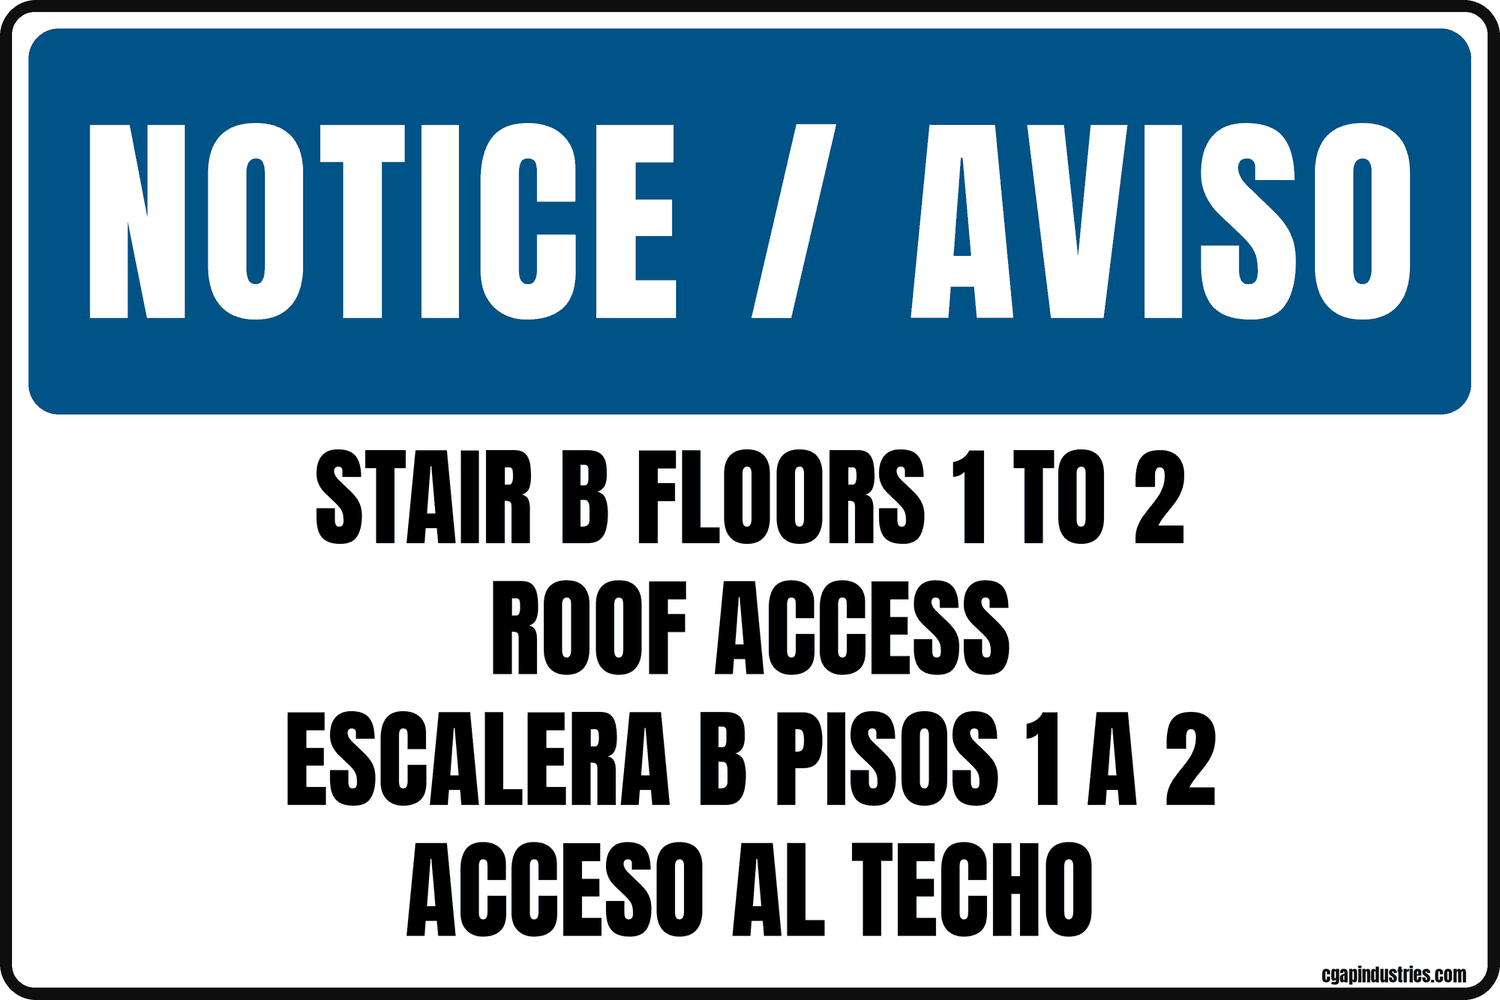 NOTICE / AVISO
STAIR B FLOORS 1 TO 2
ROOF ACCESS
ESCALERA B PISOS 1 A 2
ACCESO AL TECHO
cgapindustries.com